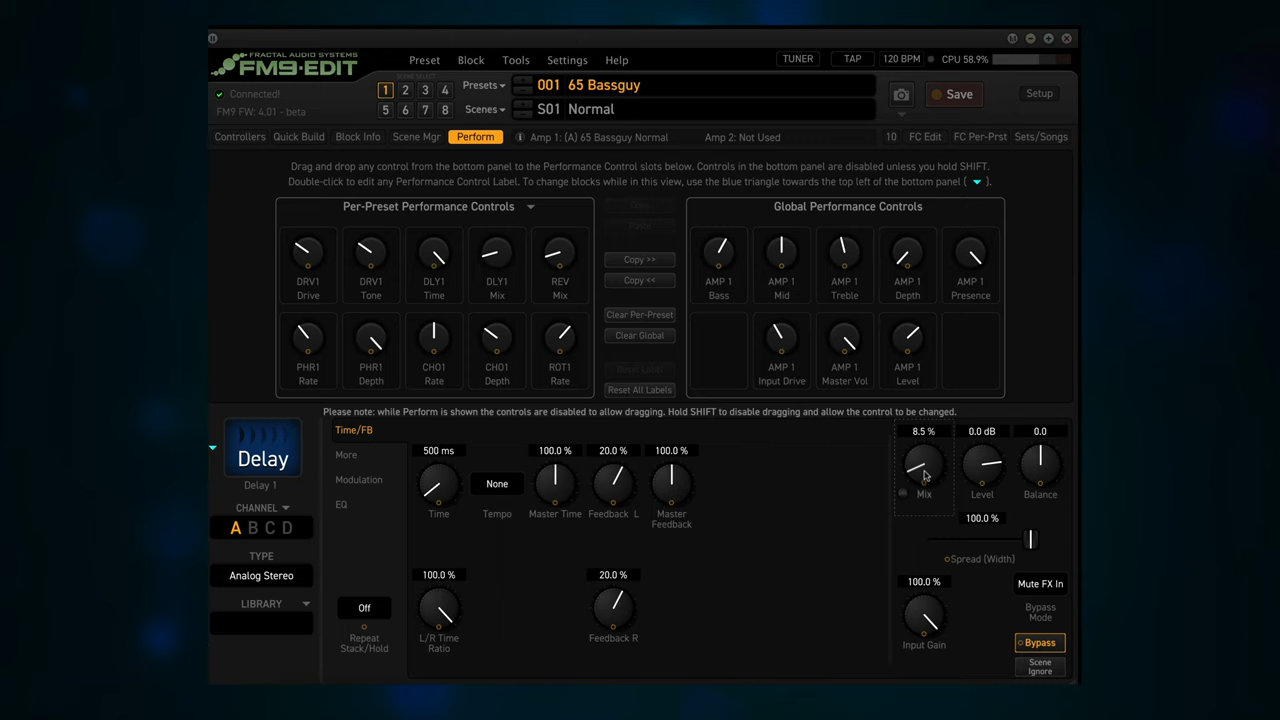 FRACTAL AUDIO SYSTEMS
FM9-EDIT
Preset Block Tools Settings Help
TUNER TAP 120 BPM CPU 58.9%
SCENE SELECT
1 2 3 4
5 6 7 8
Presets 001 65 Bassguy
Scenes S01 Normal
Save Setup
Connected!
FM9 FW: 4.01 - beta
Controllers Quick Build Block Info Scene Mgr Perform Amp 1: (A) 65 Bassguy Normal Amp 2: Not Used 10 FC Edit FC Per-Prst Sets/Songs
Drag and drop any control from the bottom panel to the Performance Control slots below. Controls in the bottom panel are disabled unless you hold SHIFT.
Double-click to edit any Performance Control Label. To change blocks while in this view, use the blue triangle towards the top left of the bottom panel ( ).
Per-Preset Performance Controls
DRV1 Drive
DRV1 Tone
DLY1 Time
DLY1 Mix
REV Mix
PHR1 Rate
PHR1 Depth
CHO1 Rate
CHO1 Depth
ROT1 Rate
Copy
Paste
Copy >>
Copy <<
Clear Per-Preset
Clear Global
Reset Label
Reset All Labels
Global Performance Controls
AMP 1 Bass
AMP 1 Mid
AMP 1 Treble
AMP 1 Depth
AMP 1 Presence
AMP 1 Input Drive
AMP 1 Master Vol
AMP 1 Level
Please note: while Perform is shown the controls are disabled to allow dragging. Hold SHIFT to disable dragging and allow the control to be changed.
Delay
Delay 1
CHANNEL
A B C D
TYPE
Analog Stereo
LIBRARY
Time/FB
More
Modulation
EQ
Off
Repeat
Stack/Hold
500 ms
Time
None
Tempo
100.0 %
Master Time
20.0 %
Feedback L
100.0 %
Master
Feedback
100.0 %
L/R Time
Ratio
20.0 %
Feedback R
8.5 %
Mix
0.0 dB
Level
0.0
Balance
100.0 %
Spread (Width)
100.0 %
Input Gain
Mute FX In
Bypass
Mode
Bypass
Scene
Ignore